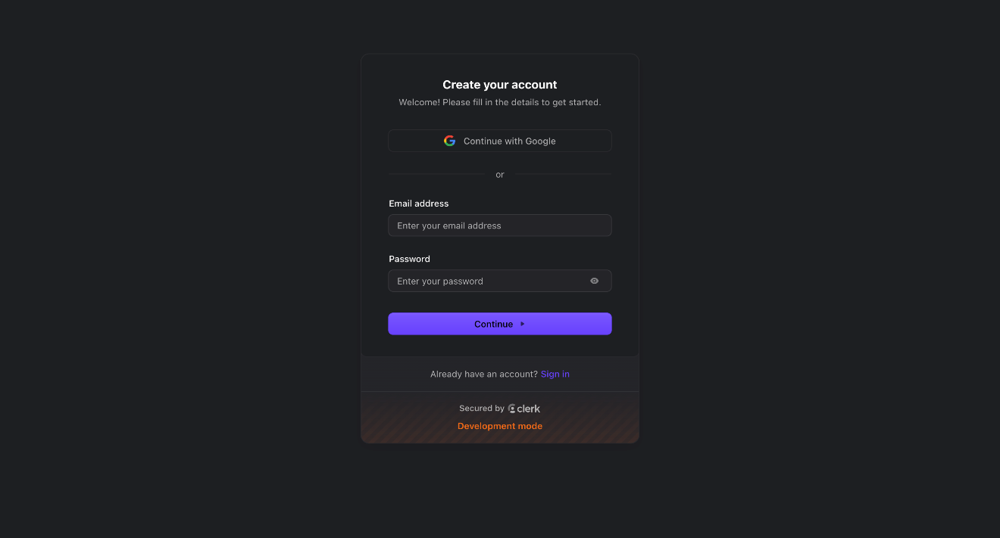 Create your account
Welcome! Please fill in the details to get started.
Continue with Google
or
Email address
Enter your email address
Password
Enter your password
Continue
Already have an account? Sign in
Secured by clerk
Development mode